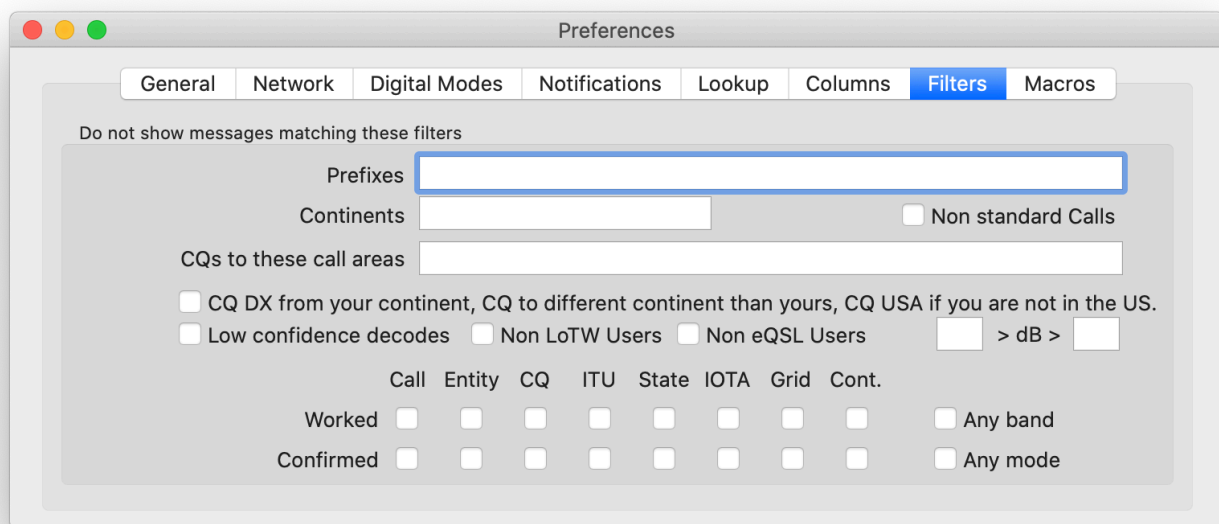 Preferences
General Network Digital Modes Notifications Lookup Columns Filters Macros
Do not show messages matching these filters
Prefixes
Continents Non standard Calls
CQs to these call areas
CQ DX from your continent, CQ to different continent than yours, CQ USA if you are not in the US.
Low confidence decodes Non LoTW Users Non eQSL Users > dB >
Call Entity CQ ITU State IOTA Grid Cont.
Worked Any band
Confirmed Any mode